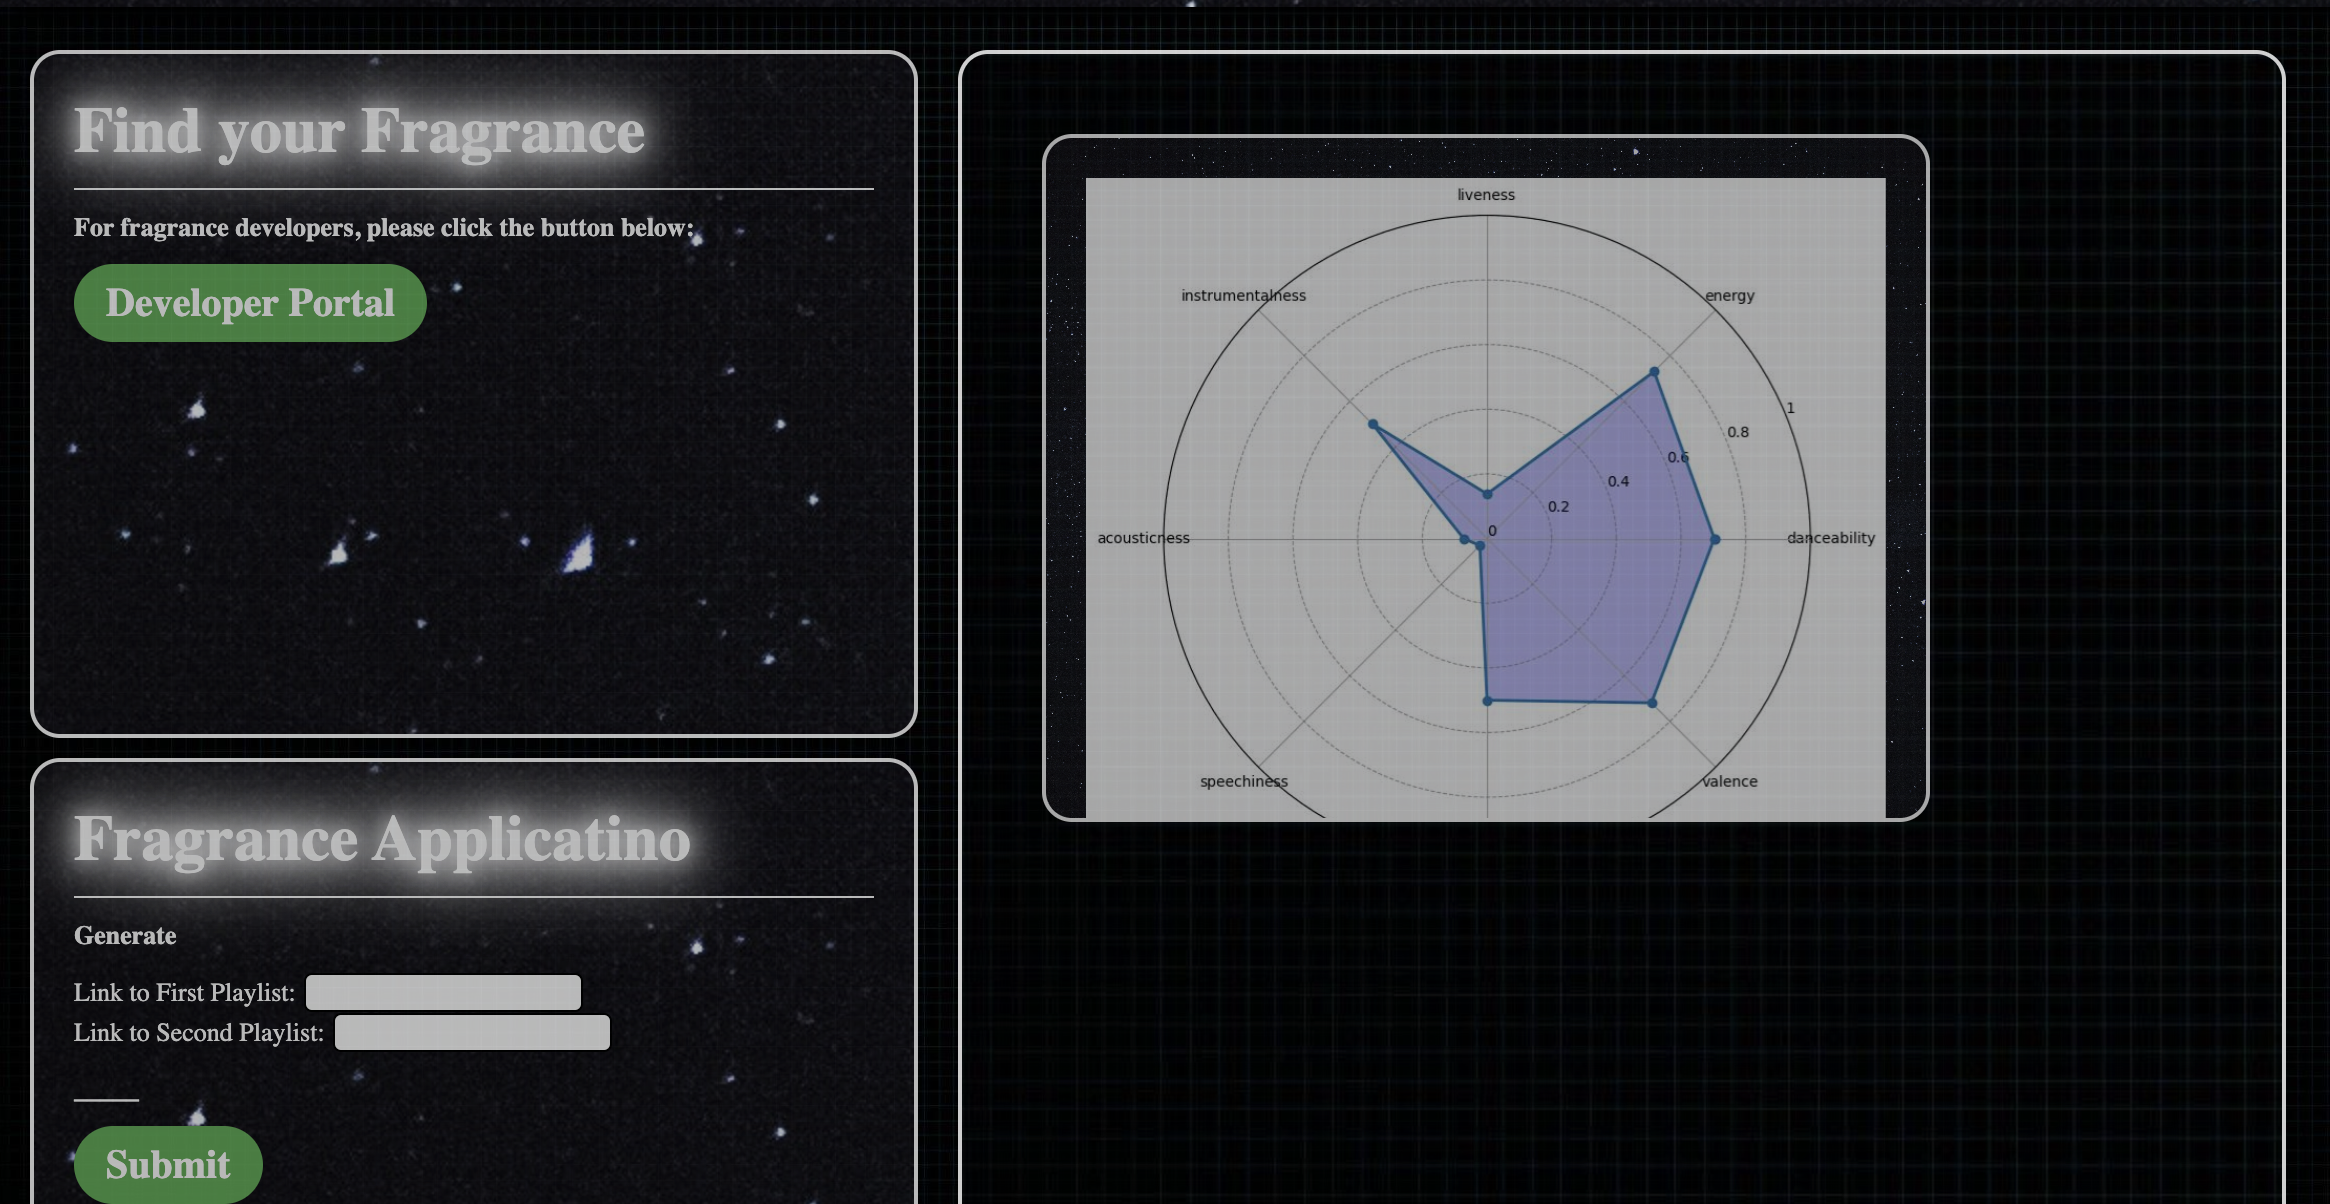 Find your Fragrance
For fragrance developers, please click the button below:
Developer Portal
Fragrance Applicatino
Generate
Link to First Playlist:
Link to Second Playlist:
Submit
liveness
instrumentalness
energy
1
0.8
0.6
0.4
0.2
0
acousticness
danceability
speechiness
valence